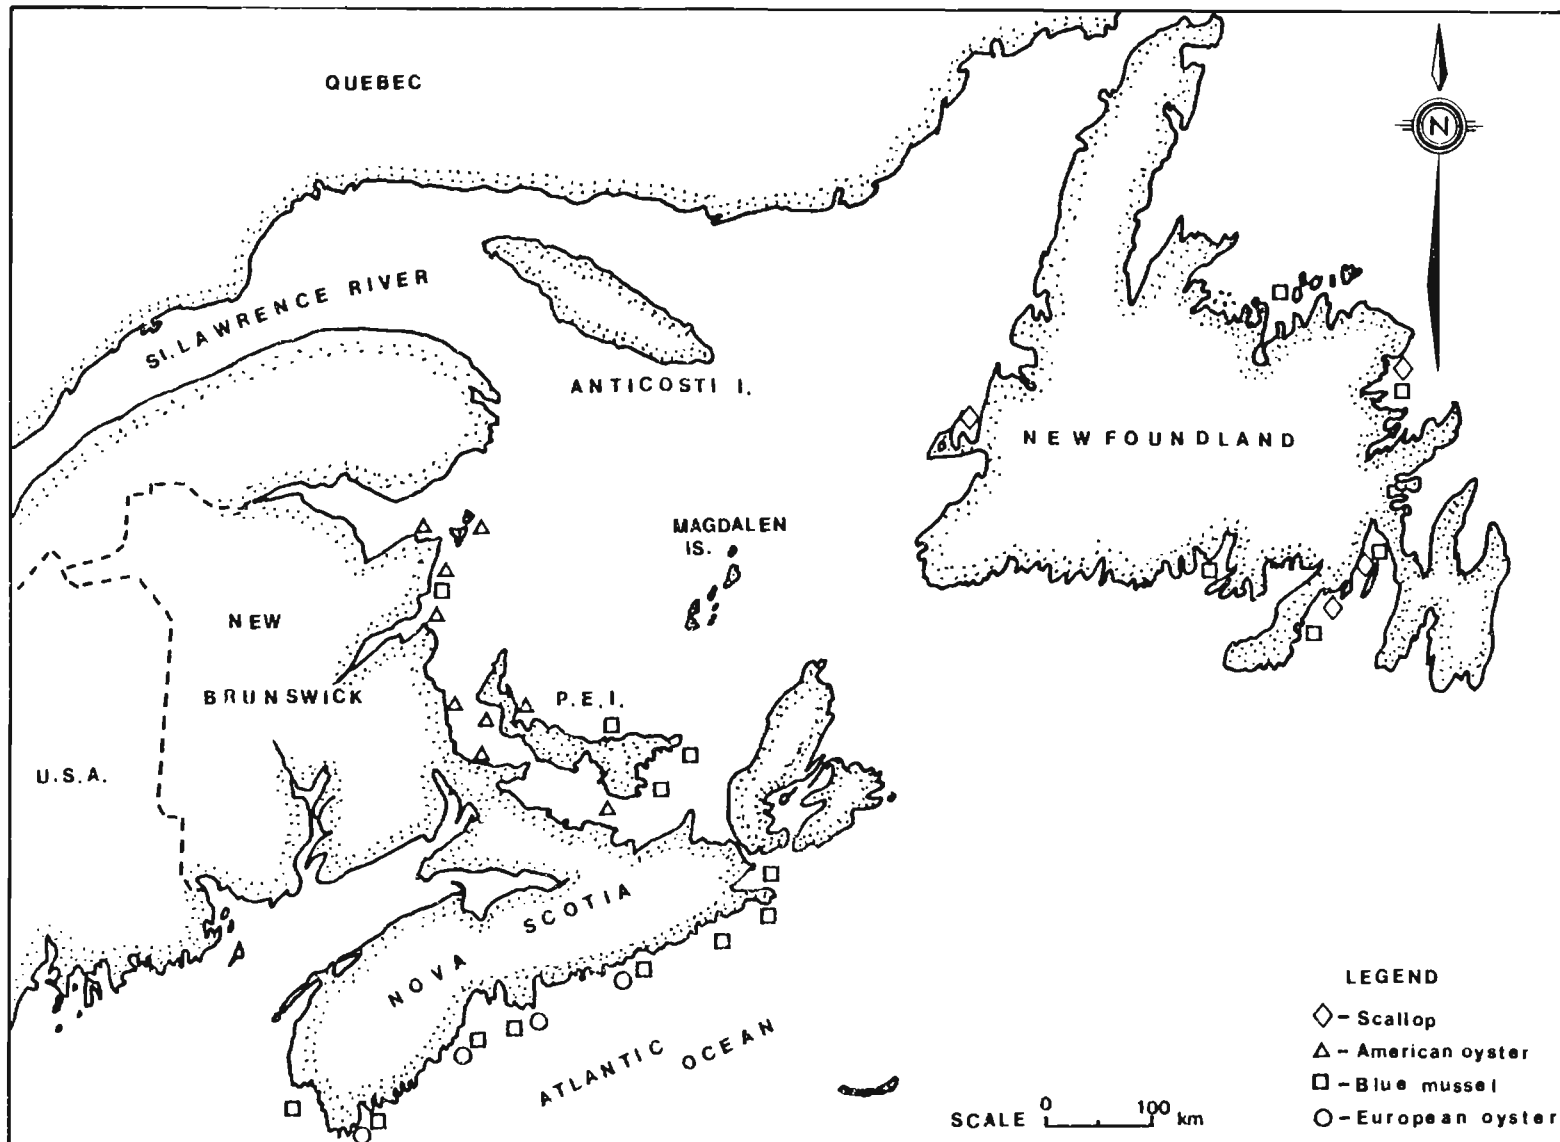 QUEBEC
N
ST. LAWRENCE RIVER
ANTICOSTI I.
NEWFOUNDLAND
MAGDALEN
IS.
NEW
BRUNSWICK
P.E.I.
U.S.A.
NOVA SCOTIA
ATLANTIC OCEAN
LEGEND
Scallop
American oyster
Blue mussel
European oyster
SCALE 0 100 km